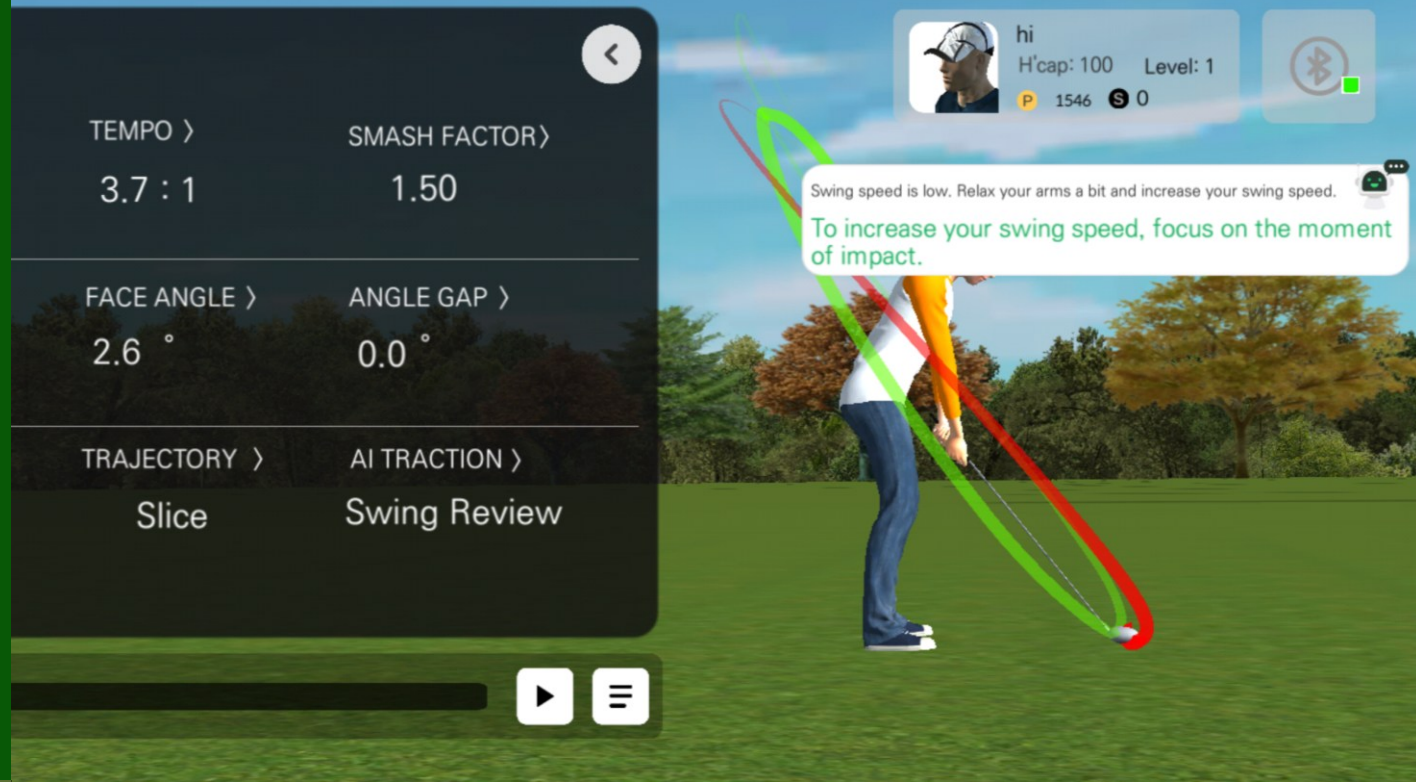 TEMPO 〉
SMASH FACTOR〉
3.7 : 1
1.50
FACE ANGLE 〉
ANGLE GAP 〉
2.6 °
0.0 °
TRAJECTORY 〉
AI TRACTION 〉
Slice
Swing Review
hi
H'cap: 100 Level: 1
P 1546 S 0
Swing speed is low. Relax your arms a bit and increase your swing speed.
To increase your swing speed, focus on the moment
of impact.